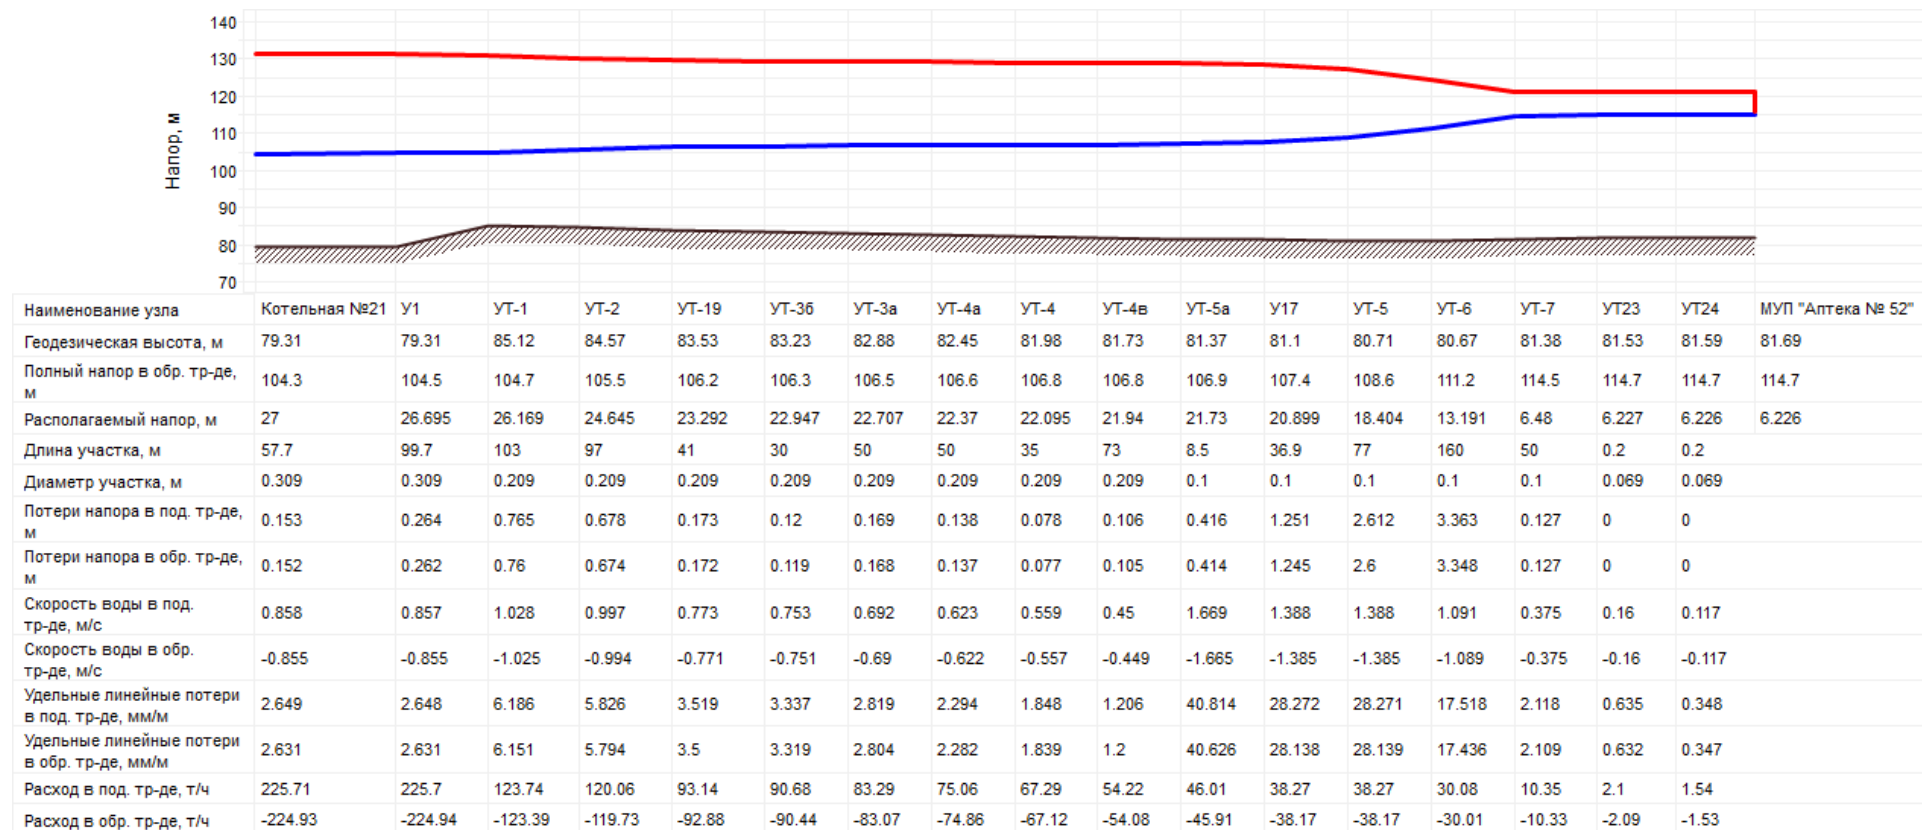 140
130
120
110
100
90
80
70
Напор, м
Наименование узла Котельная №21 У1 УТ-1 УТ-2 УТ-19 УТ-3б УТ-3а УТ-4а УТ-4 УТ-4в УТ-5а У17 УТ-5 УТ-6 УТ-7 УТ23 УТ24 МУП "Аптека № 52"
Геодезическая высота, м 79.31 79.31 85.12 84.57 83.53 83.23 82.88 82.45 81.98 81.73 81.37 81.1 80.71 80.67 81.38 81.53 81.59 81.69
Полный напор в обр. тр-де,
м 104.3 104.5 104.7 105.5 106.2 106.3 106.5 106.6 106.8 106.8 106.9 107.4 108.6 111.2 114.5 114.7 114.7 114.7
Располагаемый напор, м 27 26.695 26.169 24.645 23.292 22.947 22.707 22.37 22.095 21.94 21.73 20.899 18.404 13.191 6.48 6.227 6.226 6.226
Длина участка, м 57.7 99.7 103 97 41 30 50 50 35 73 8.5 36.9 77 160 50 0.2 0.2
Диаметр участка, м 0.309 0.309 0.209 0.209 0.209 0.209 0.209 0.209 0.209 0.209 0.1 0.1 0.1 0.1 0.1 0.069 0.069
Потери напора в под. тр-де,
м 0.153 0.264 0.765 0.678 0.173 0.12 0.169 0.138 0.078 0.106 0.416 1.251 2.612 3.363 0.127 0 0
Потери напора в обр. тр-де,
м 0.152 0.262 0.76 0.674 0.172 0.119 0.168 0.137 0.077 0.105 0.414 1.245 2.6 3.348 0.127 0 0
Скорость воды в под.
тр-де, м/с 0.858 0.857 1.028 0.997 0.773 0.753 0.692 0.623 0.559 0.45 1.669 1.388 1.388 1.091 0.375 0.16 0.117
Скорость воды в обр.
тр-де, м/с -0.855 -0.855 -1.025 -0.994 -0.771 -0.751 -0.69 -0.622 -0.557 -0.449 -1.665 -1.385 -1.385 -1.089 -0.375 -0.16 -0.117
Удельные линейные потери
в под. тр-де, мм/м 2.649 2.648 6.186 5.826 3.519 3.337 2.819 2.294 1.848 1.206 40.814 28.272 28.271 17.518 2.118 0.635 0.348
Удельные линейные потери
в обр. тр-де, мм/м 2.631 2.631 6.151 5.794 3.5 3.319 2.804 2.282 1.839 1.2 40.626 28.138 28.139 17.436 2.109 0.632 0.347
Расход в под. тр-де, т/ч 225.71 225.7 123.74 120.06 93.14 90.68 83.29 75.06 67.29 54.22 46.01 38.27 38.27 30.08 10.35 2.1 1.54
Расход в обр. тр-де, т/ч -224.93 -224.94 -123.39 -119.73 -92.88 -90.44 -83.07 -74.86 -67.12 -54.08 -45.91 -38.17 -38.17 -30.01 -10.33 -2.09 -1.53